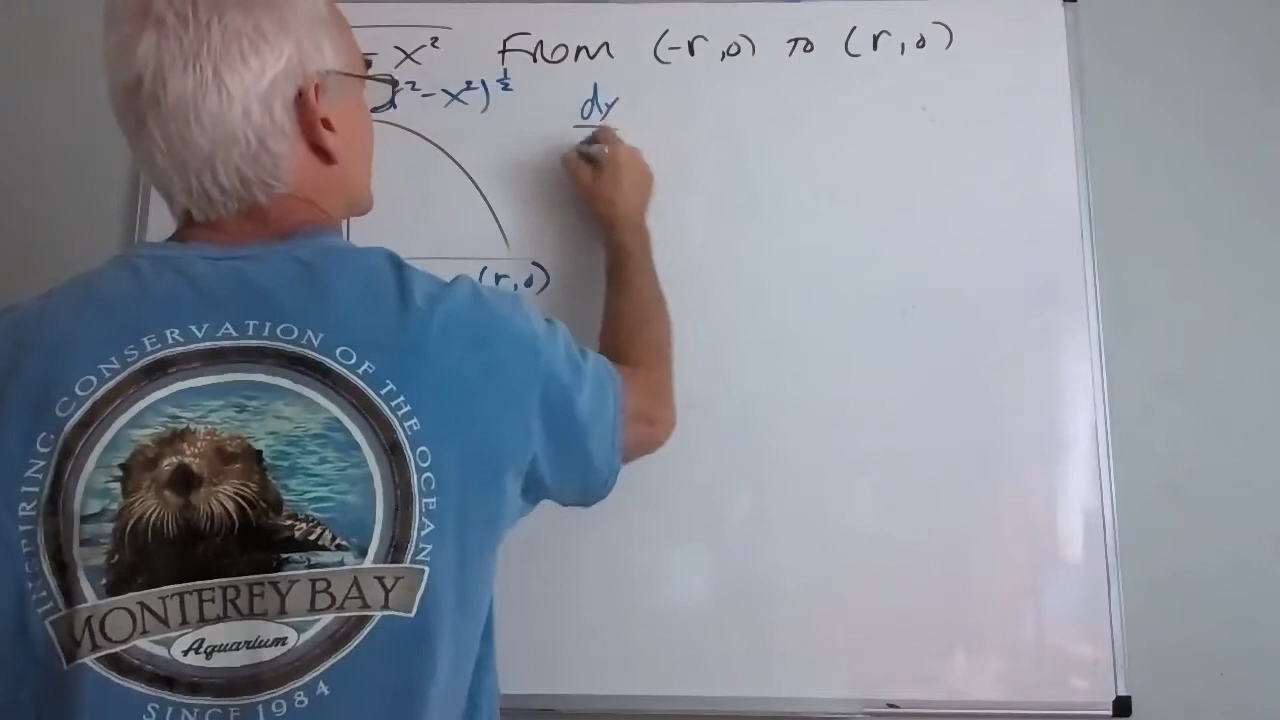 - x² From (-r,0) to (r,0)
² - x²)^½
dy
(r,0)
INSPIRING CONSERVATION OF THE OCEAN
MONTEREY BAY
Aquarium
SINCE 1984